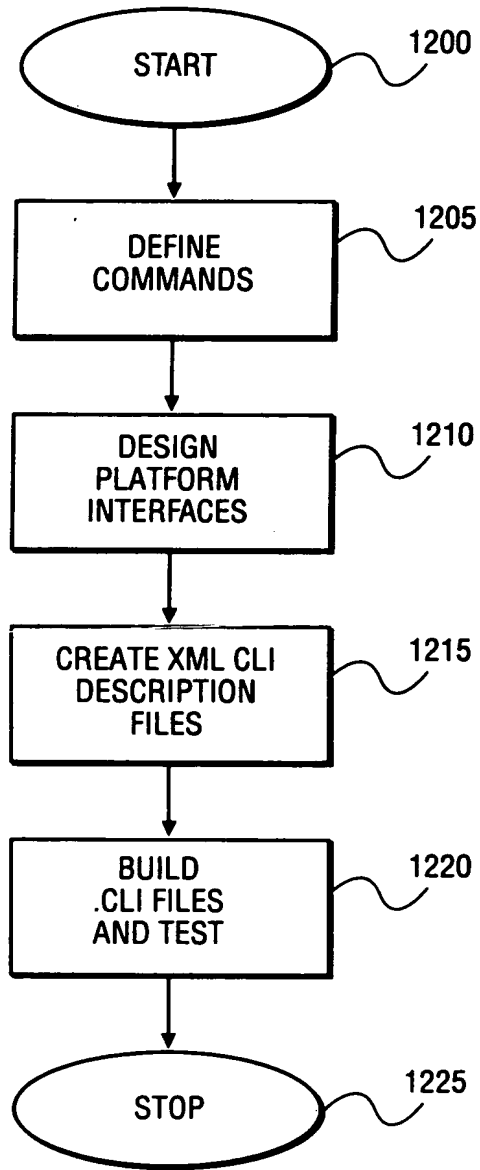 START
1200
DEFINE
COMMANDS
1205
DESIGN
PLATFORM
INTERFACES
1210
CREATE XML CLI
DESCRIPTION
FILES
1215
BUILD
.CLI FILES
AND TEST
1220
STOP
1225